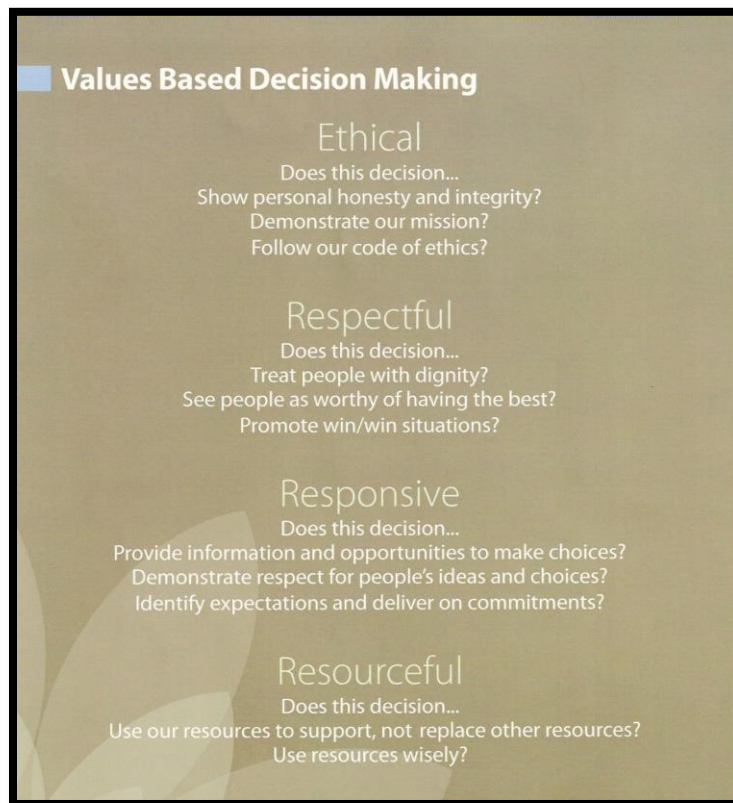 Values Based Decision Making
Ethical
Does this decision...
Show personal honesty and integrity?
Demonstrate our mission?
Follow our code of ethics?
Respectful
Does this decision...
Treat people with dignity?
See people as worthy of having the best?
Promote win/win situations?
Responsive
Does this decision...
Provide information and opportunities to make choices?
Demonstrate respect for people's ideas and choices?
Identify expectations and deliver on commitments?
Resourceful
Does this decision...
Use our resources to support, not replace other resources?
Use resources wisely?